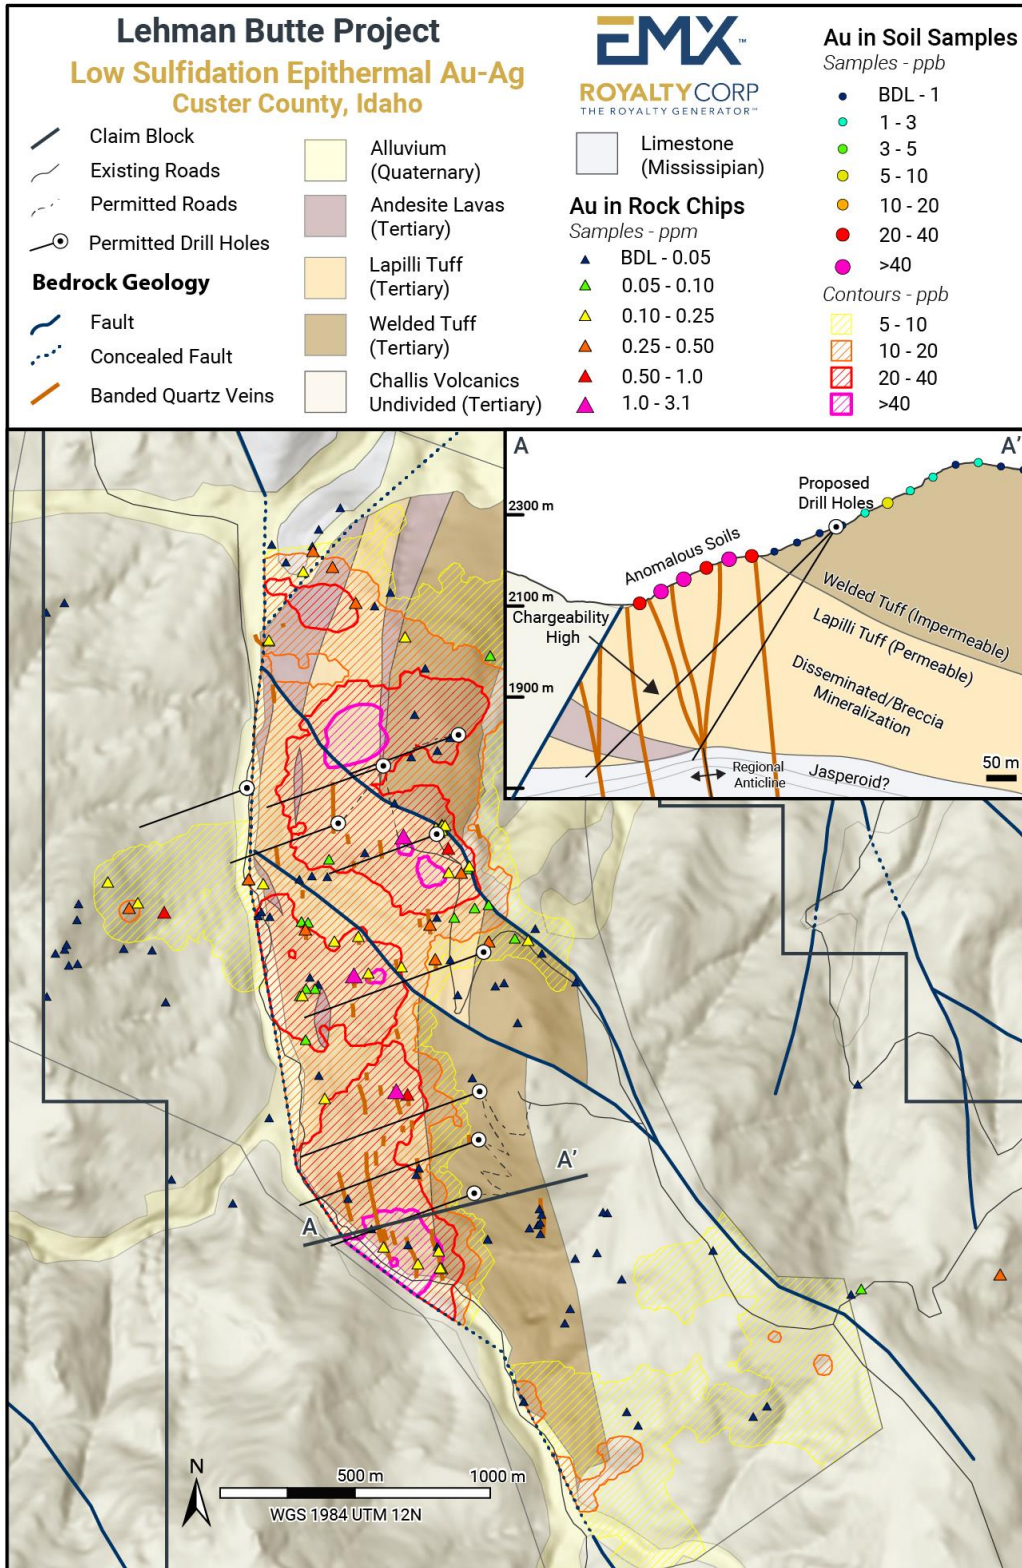 Lehman Butte Project
Low Sulfidation Epithermal Au-Ag
Custer County, Idaho
Claim Block
Existing Roads
Permitted Roads
Permitted Drill Holes
Bedrock Geology
Fault
Concealed Fault
Banded Quartz Veins
Alluvium
(Quaternary)
Andesite Lavas
(Tertiary)
Lapilli Tuff
(Tertiary)
Welded Tuff
(Tertiary)
Challis Volcanics
Undivided (Tertiary)
EMX™
ROYALTYCORP
THE ROYALTY GENERATOR™
Limestone
(Mississipian)
Au in Rock Chips
Samples - ppm
BDL - 0.05
0.05 - 0.10
0.10 - 0.25
0.25 - 0.50
0.50 - 1.0
1.0 - 3.1
Au in Soil Samples
Samples - ppb
BDL - 1
1 - 3
3 - 5
5 - 10
10 - 20
20 - 40
>40
Contours - ppb
5 - 10
10 - 20
20 - 40
>40
A
A'
2300 m
2100 m
1900 m
Proposed
Drill Holes
Anomalous Soils
Chargeability
High
Welded Tuff (Impermeable)
Lapilli Tuff (Permeable)
Disseminated/Breccia
Mineralization
Regional
Anticline
Jasperoid?
50 m
A'
A
N
500 m
1000 m
WGS 1984 UTM 12N